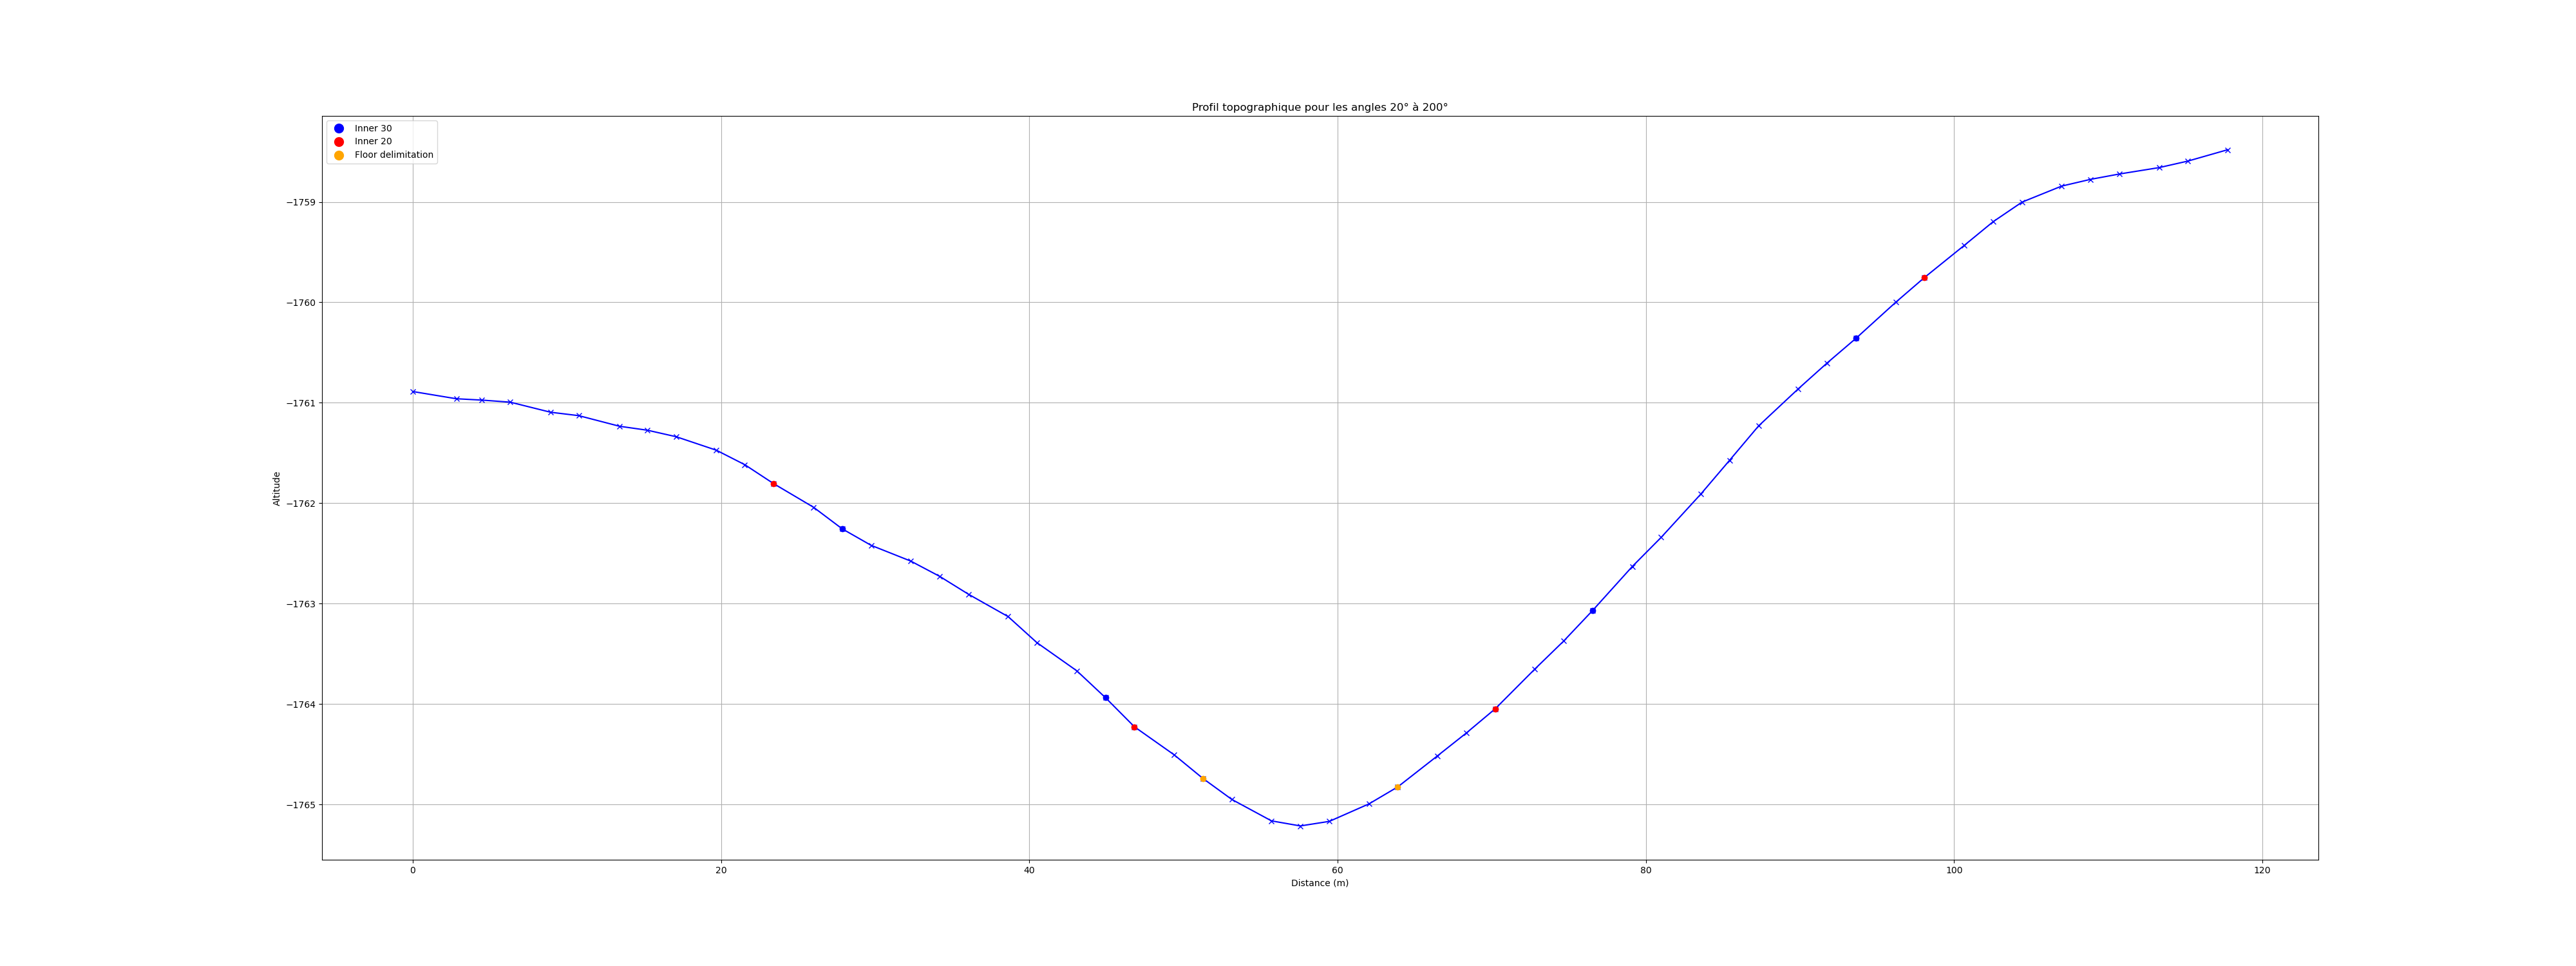 Profil topographique pour les angles 20° à 200°
Inner 30
Inner 20
Floor delimitation
−1759
−1760
−1761
−1762
−1763
−1764
−1765
Altitude
0 20 40 60 80 100 120
Distance (m)